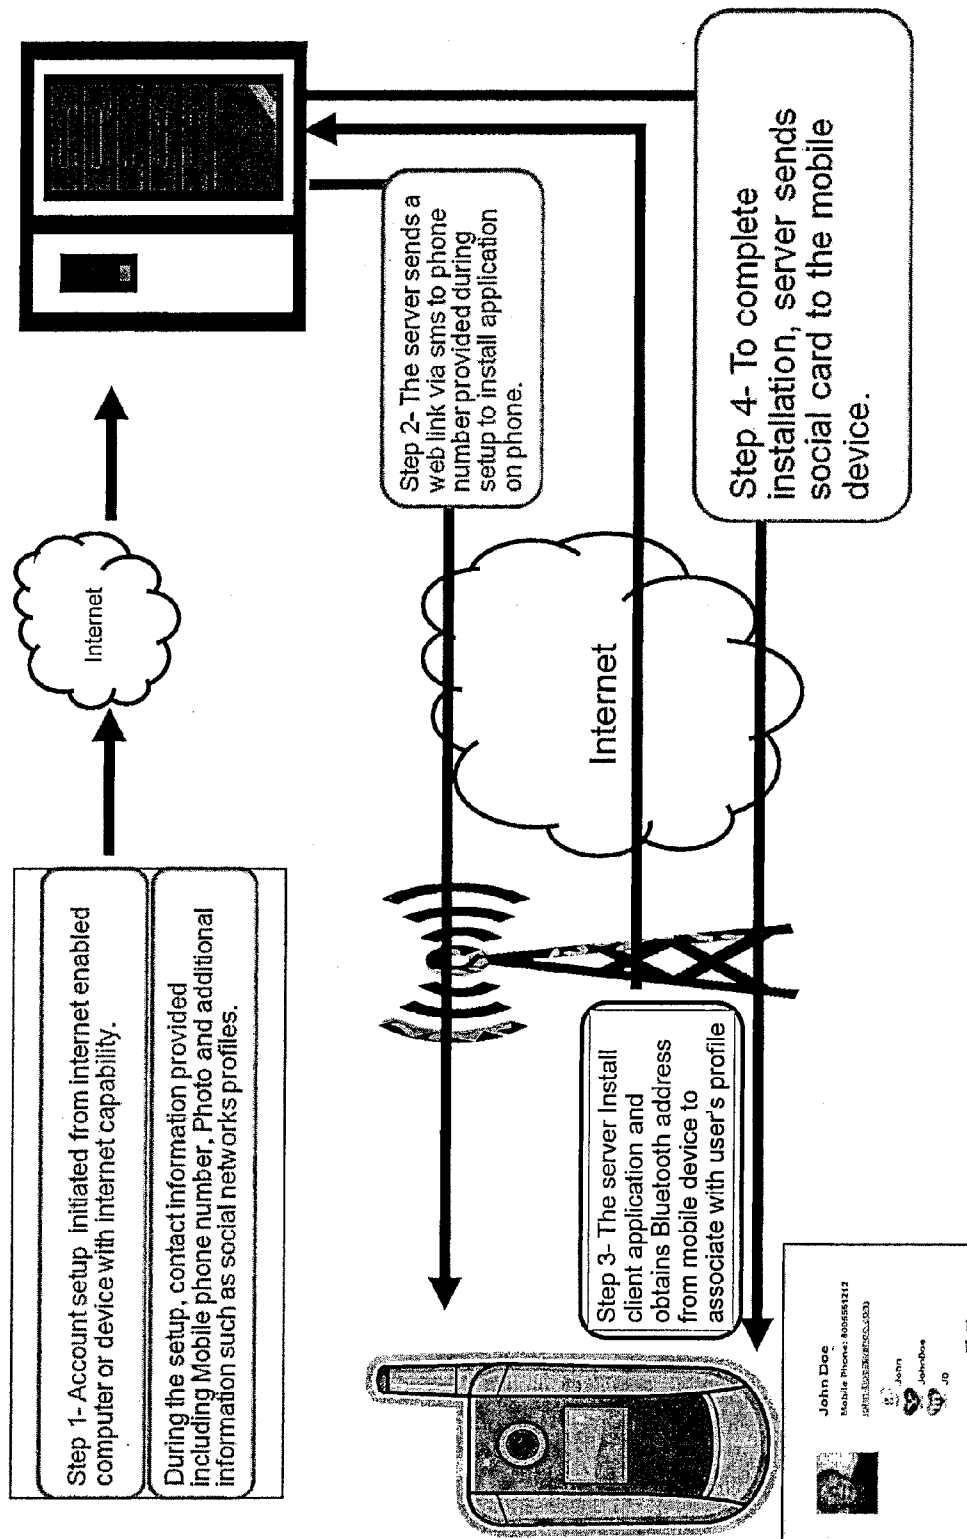 Step 1- Account setup initiated from internet enabled
computer or device with internet capability.
During the setup, contact information provided
including Mobile phone number, Photo and additional
information such as social networks profiles.
Internet
Step 2- The server sends a
web link via sms to phone
number provided during
setup to install application
on phone.
Internet
Step 3- The server Install
client application and
obtains Bluetooth address
from mobile device to
associate with user's profile
Step 4- To complete
installation, server sends
social card to the mobile
device.
John Doe
Mobile Phone: 8005551212
John
JohnDoe
JD